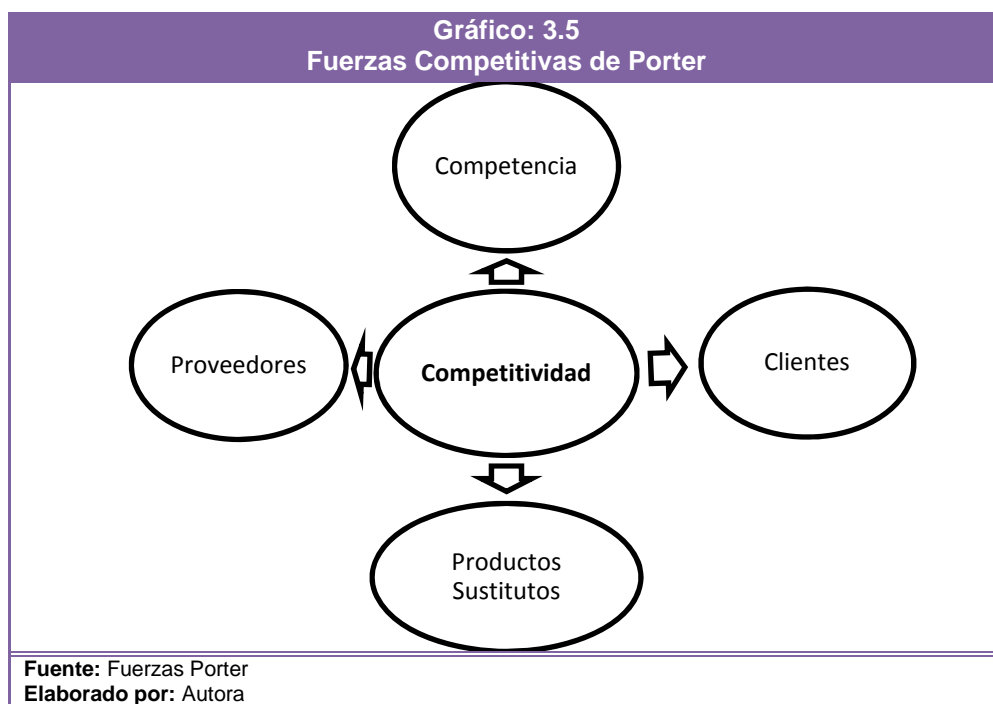 Gráfico: 3.5
Fuerzas Competitivas de Porter
Competencia
Proveedores
Competitividad
Clientes
Productos
Sustitutos
Fuente: Fuerzas Porter
Elaborado por: Autora